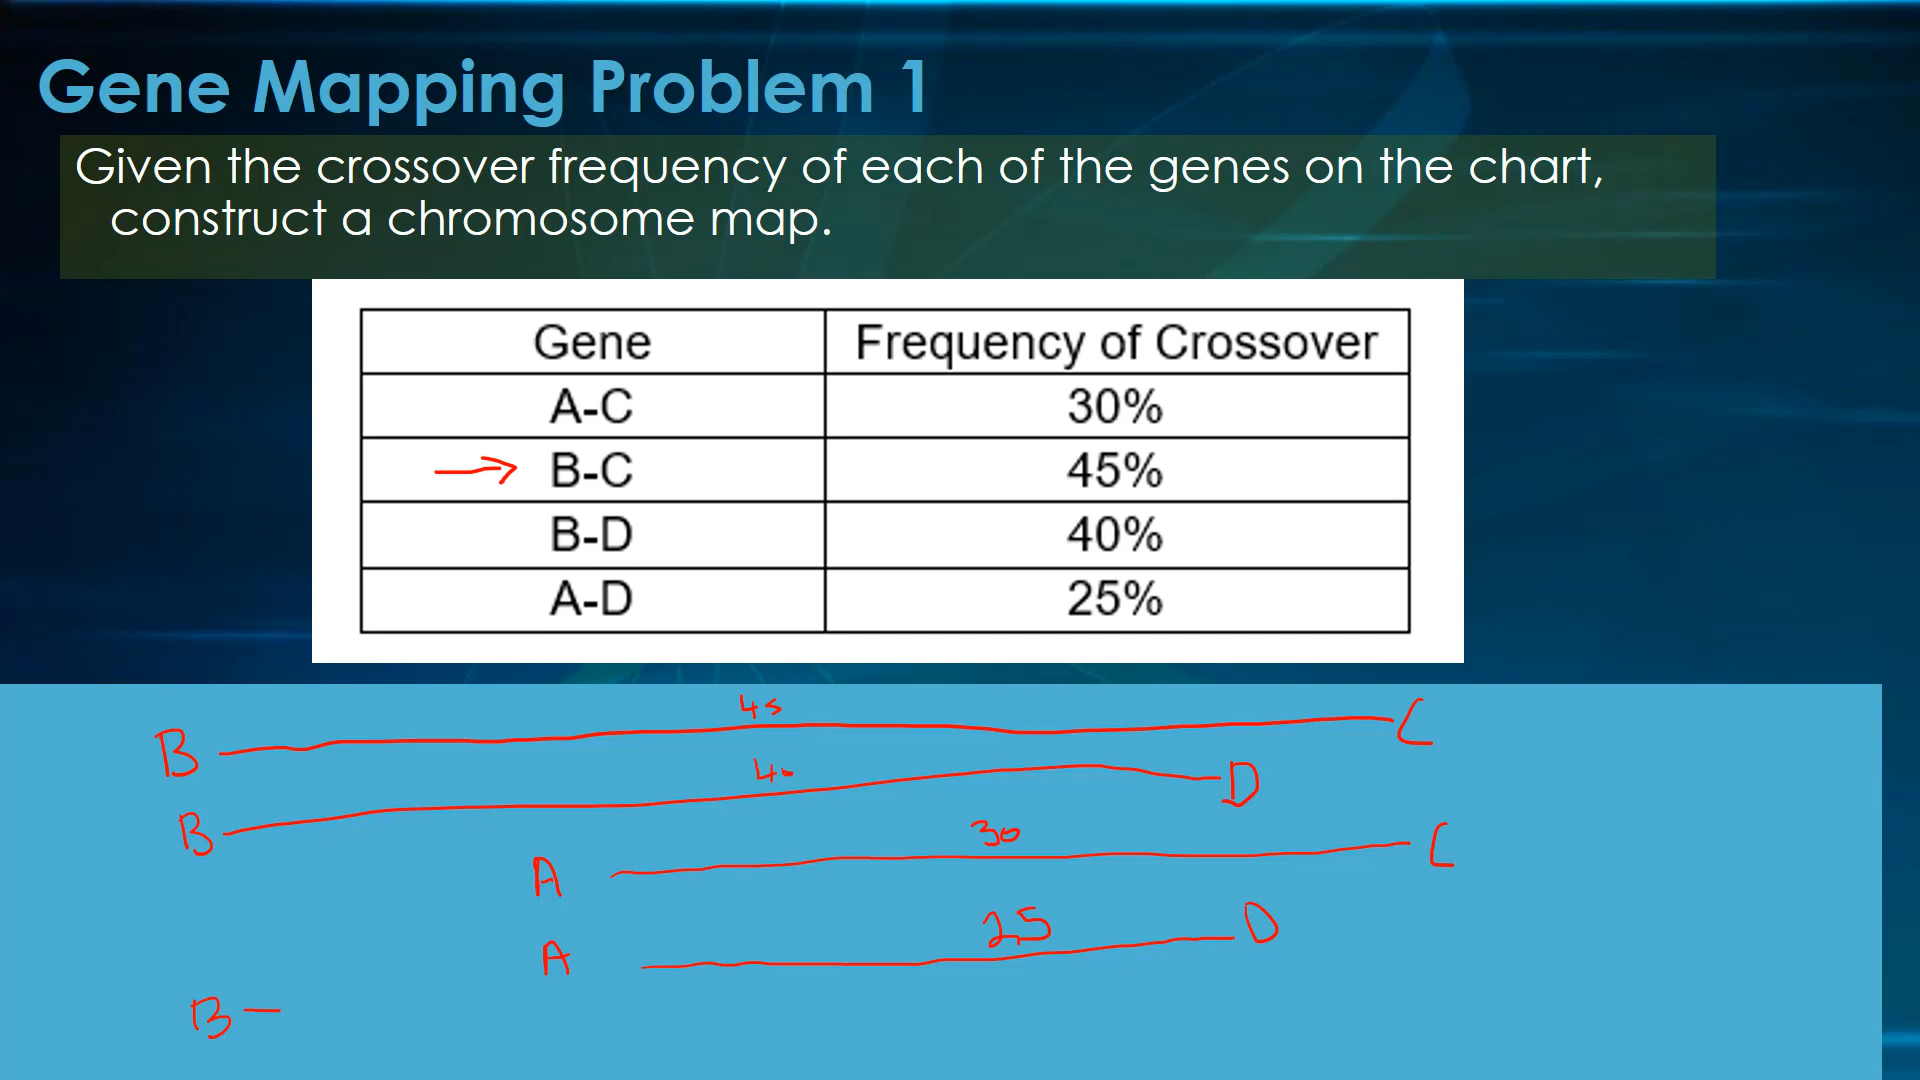 Gene Mapping Problem 1
Given the crossover frequency of each of the genes on the chart,
construct a chromosome map.
Gene Frequency of Crossover
A-C 30%
B-C 45%
B-D 40%
A-D 25%
B 45 C
B 40 D
A 30 C
A 25 D
B